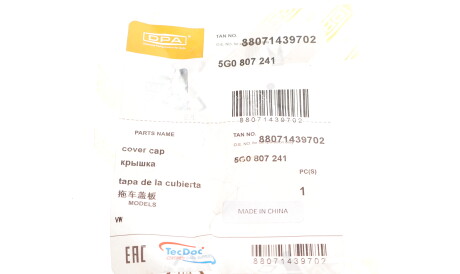 DPA
TAN NO. 88071439702
5G0 807 241
88071439702
PARTS NAME
TAN NO. 88071439702
cover cap
крышка
5G0 807 241
PC(S)
tapa de la cubierta
1
拖车盖板
MODELS
MADE IN CHINA
VW
EAC
TecDoc
88071439702